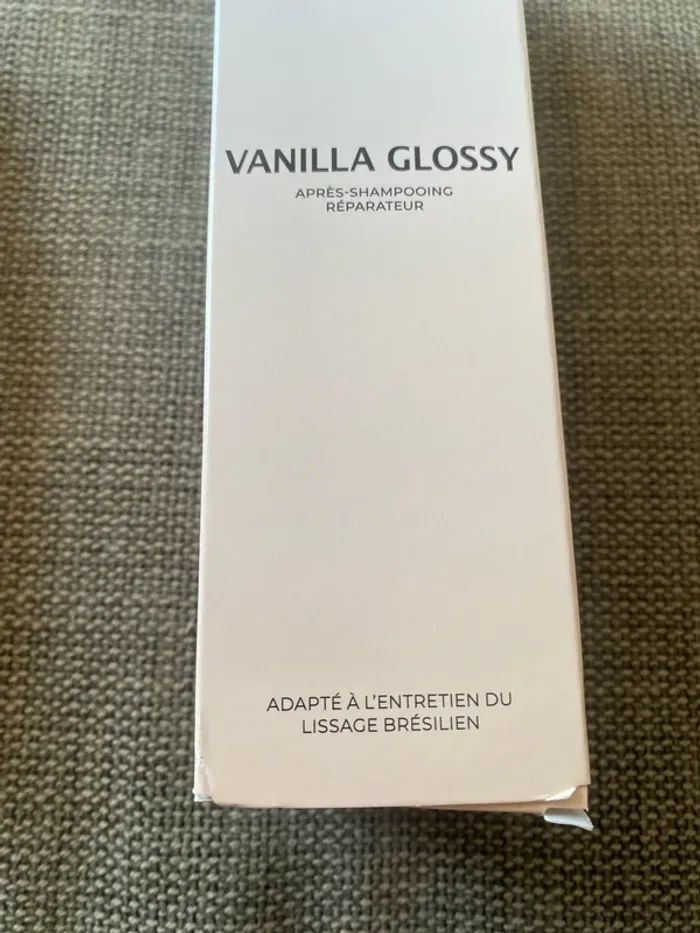 VANILLA GLOSSY
APRÈS-SHAMPOOING
RÉPARATEUR
ADAPTÉ À L'ENTRETIEN DU
LISSAGE BRÉSILIEN